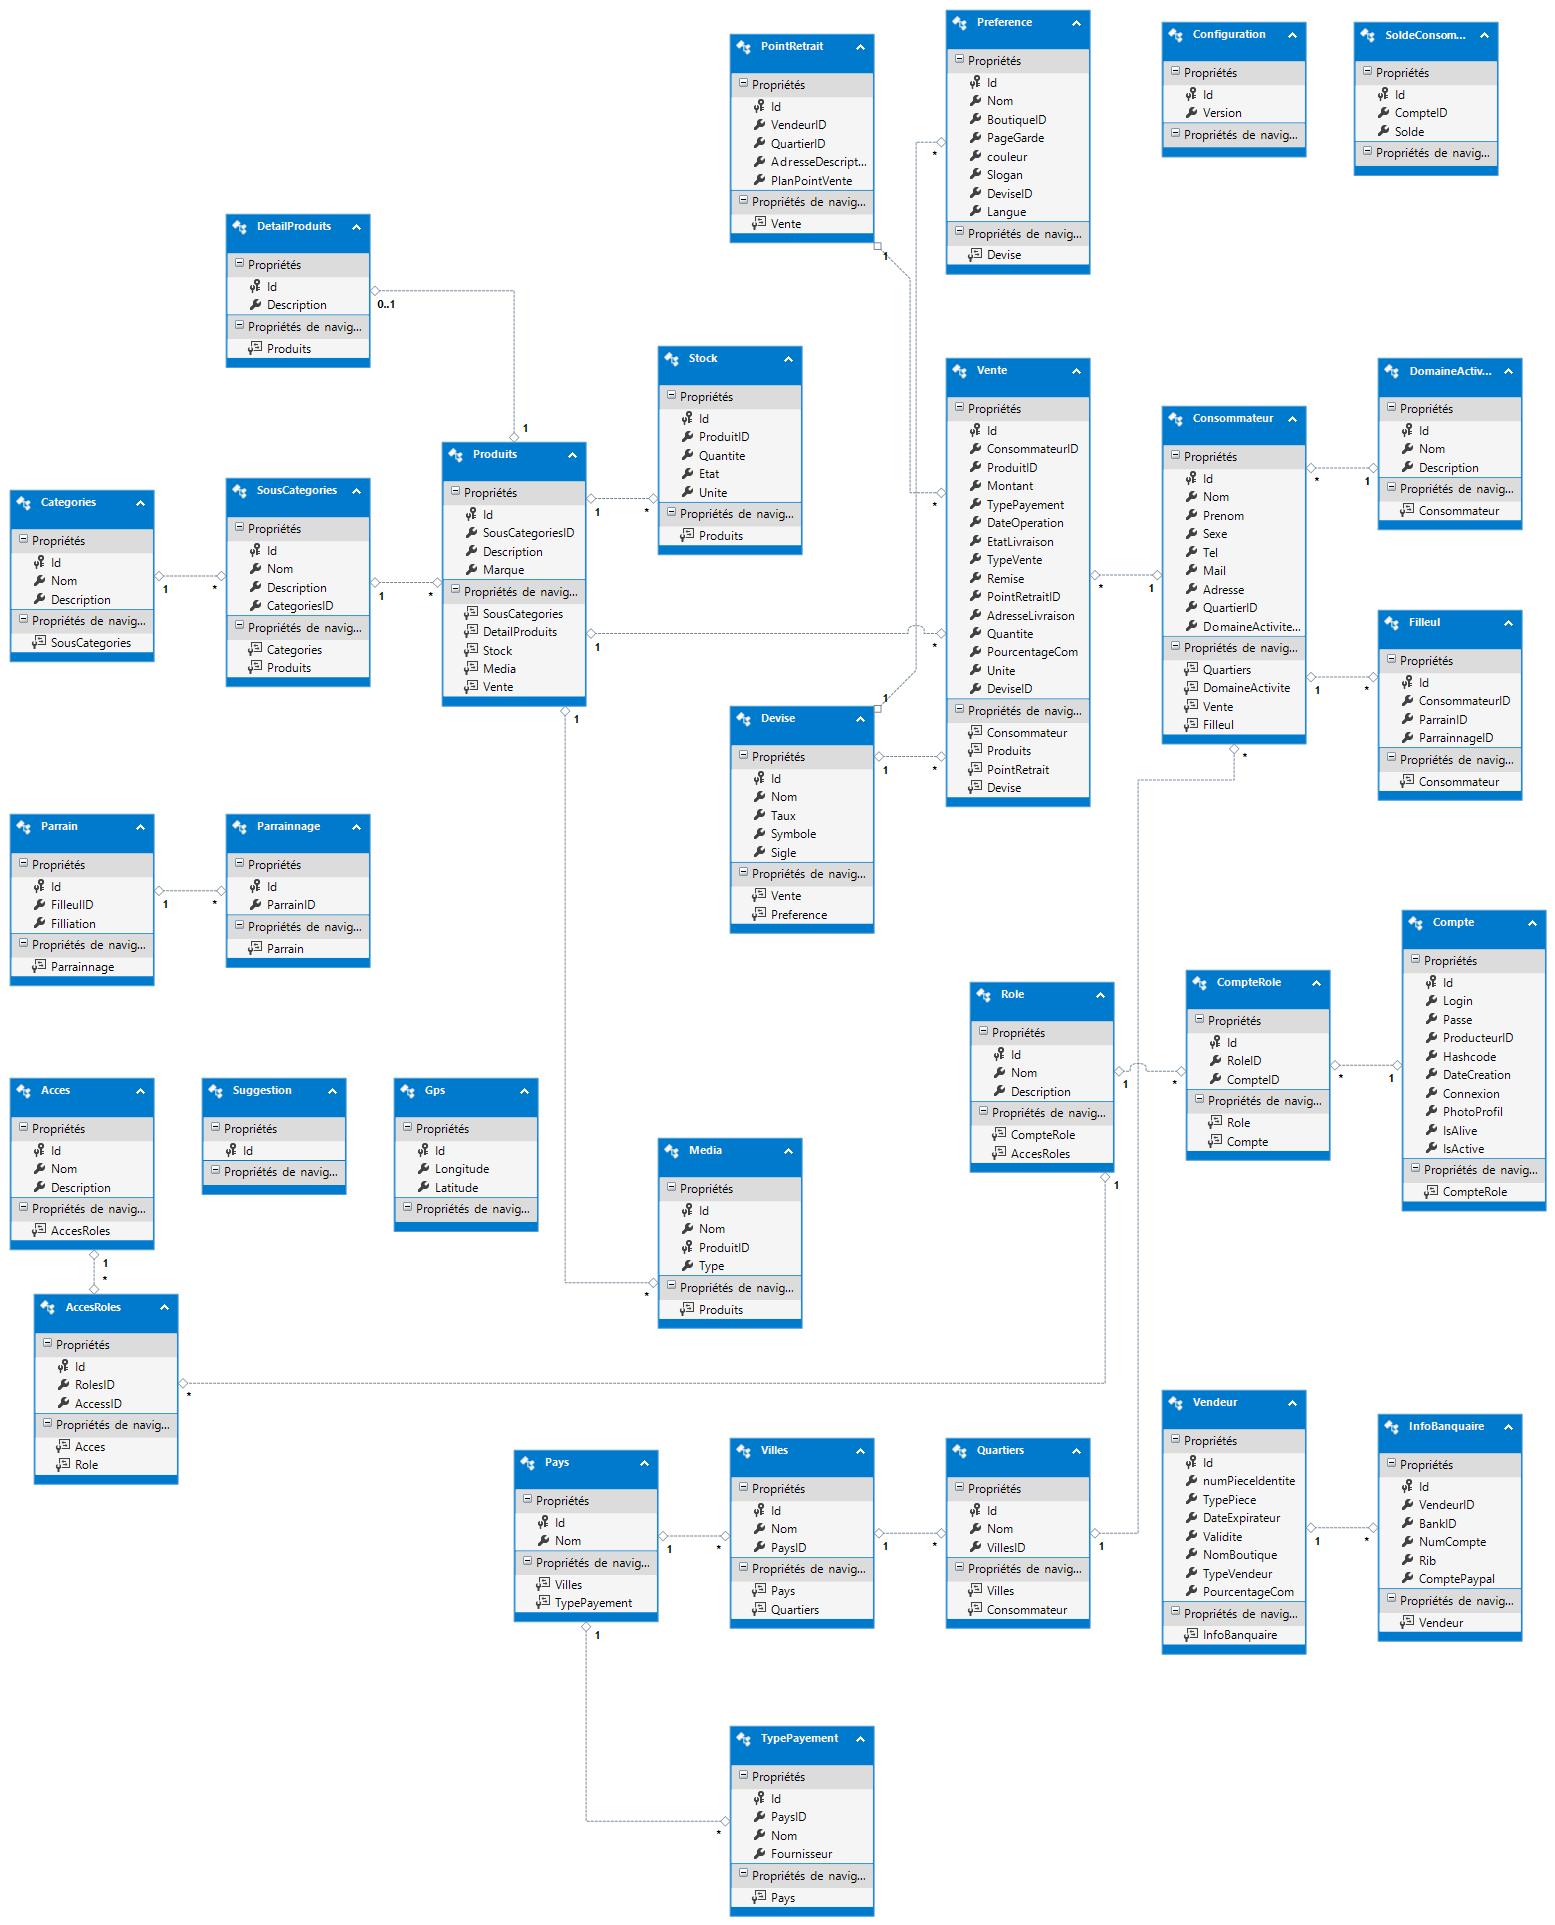 PointRetrait
Propriétés
Id
VendeurID
QuartierID
AdresseDescript...
PlanPointVente
Propriétés de navig...
Vente
1
Preference
Propriétés
Id
Nom
BoutiqueID
PageGarde
couleur
Slogan
DeviseID
Langue
Propriétés de navig...
Devise
*
Configuration
Propriétés
Id
Version
Propriétés de navig...
SoldeConsom...
Propriétés
Id
CompteID
Solde
Propriétés de navig...
DetailProduits
Propriétés
Id
Description
Propriétés de navig...
Produits
0..1
1
Stock
Propriétés
Id
ProduitID
Quantite
Etat
Unite
Propriétés de navig...
Produits
1
*
Categories
Propriétés
Id
Nom
Description
Propriétés de navig...
SousCategories
1
*
SousCategories
Propriétés
Id
Nom
Description
CategoriesID
Propriétés de navig...
Categories
Produits
1
*
Produits
Propriétés
Id
SousCategoriesID
Description
Marque
Propriétés de navig...
SousCategories
DetailProduits
Stock
Media
Vente
1
*
1
Vente
Propriétés
Id
ConsommateurID
ProduitID
Montant
TypePayement
DateOperation
EtatLivraison
TypeVente
Remise
PointRetraitID
AdresseLivraison
Quantite
PourcentageCom
Unite
DeviseID
Propriétés de navig...
Consommateur
Produits
PointRetrait
Devise
*
*
1
Consommateur
Propriétés
Id
Nom
Prenom
Sexe
Tel
Mail
Adresse
QuartierID
DomaineActivite...
Propriétés de navig...
Quartiers
DomaineActivite
Vente
Filleul
*
1
*
1
*
DomaineActiv...
Propriétés
Id
Nom
Description
Propriétés de navig...
Consommateur
Filleul
Propriétés
Id
ConsommateurID
ParrainID
ParrainnageID
Propriétés de navig...
Consommateur
Devise
Propriétés
Id
Nom
Taux
Symbole
Sigle
Propriétés de navig...
Vente
Preference
1
1
*
Parrain
Propriétés
Id
FilleulID
Filliation
Propriétés de navig...
Parrainnage
1
*
Parrainnage
Propriétés
Id
ParrainID
Propriétés de navig...
Parrain
Role
Propriétés
Id
Nom
Description
Propriétés de navig...
CompteRole
AccesRoles
1
*
1
CompteRole
Propriétés
Id
RoleID
CompteID
Propriétés de navig...
Role
Compte
*
1
Compte
Propriétés
Id
Login
Passe
ProducteurID
Hashcode
DateCreation
Connexion
PhotoProfil
IsAlive
IsActive
Propriétés de navig...
CompteRole
Acces
Propriétés
Id
Nom
Description
Propriétés de navig...
AccesRoles
1
*
Suggestion
Propriétés
Id
Propriétés de navig...
Gps
Propriétés
Id
Longitude
Latitude
Propriétés de navig...
Media
Propriétés
Id
Nom
ProduitID
Type
Propriétés de navig...
Produits
*
AccesRoles
Propriétés
Id
RolesID
AccessID
Propriétés de navig...
Acces
Role
*
Pays
Propriétés
Id
Nom
Propriétés de navig...
Villes
TypePayement
1
*
1
Villes
Propriétés
Id
Nom
PaysID
Propriétés de navig...
Pays
Quartiers
1
*
Quartiers
Propriétés
Id
Nom
VillesID
Propriétés de navig...
Villes
Consommateur
1
Vendeur
Propriétés
Id
numPieceIdentite
TypePiece
DateExpirateur
Validite
NomBoutique
TypeVendeur
PourcentageCom
Propriétés de navig...
InfoBanquaire
1
*
InfoBanquaire
Propriétés
Id
VendeurID
BankID
NumCompte
Rib
ComptePaypal
Propriétés de navig...
Vendeur
TypePayement
Propriétés
Id
PaysID
Nom
Fournisseur
Propriétés de navig...
Pays
*